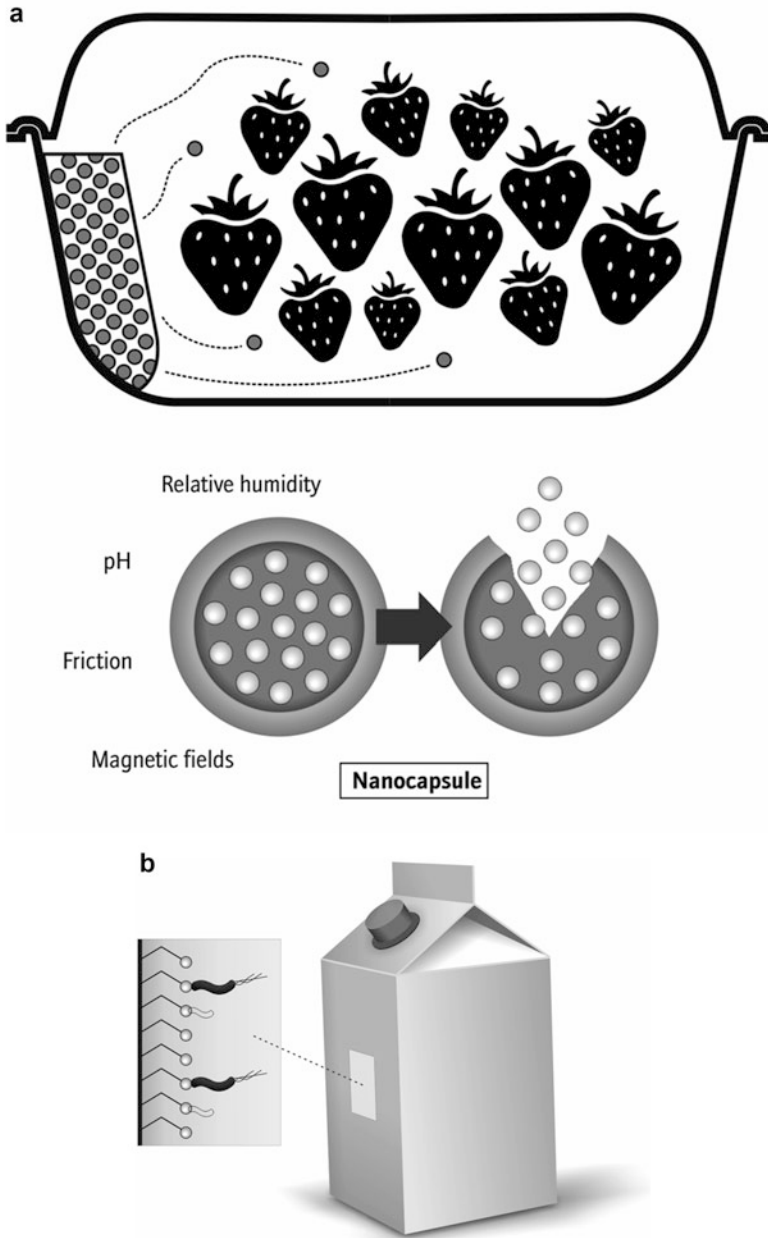 a
Relative humidity
pH
Friction
Magnetic fields
Nanocapsule
b